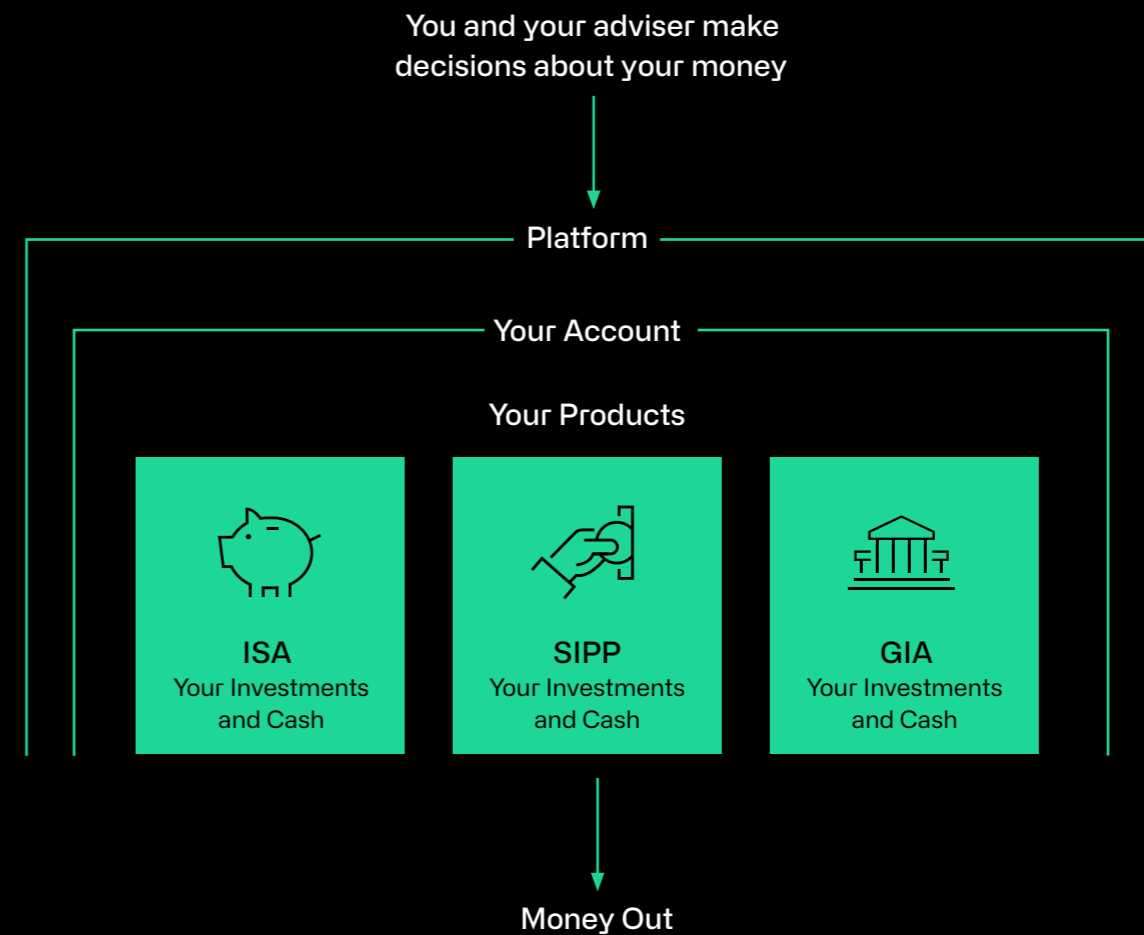 You and your adviser make
decisions about your money
Platform
Your Account
Your Products
ISA
Your Investments
and Cash
SIPP
Your Investments
and Cash
GIA
Your Investments
and Cash
Money Out